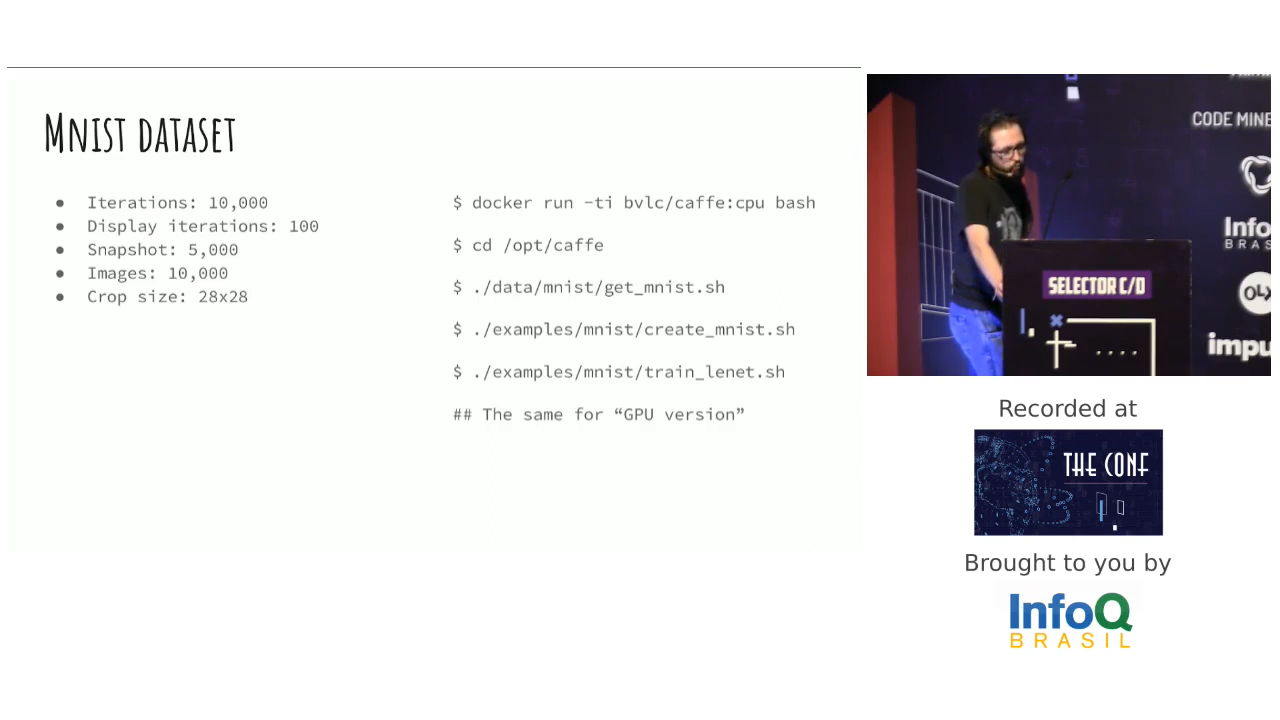 Mnist dataset
● Iterations: 10,000
● Display iterations: 100
● Snapshot: 5,000
● Images: 10,000
● Crop size: 28x28
$ docker run -ti bvlc/caffe:cpu bash
$ cd /opt/caffe
$ ./data/mnist/get_mnist.sh
$ ./examples/mnist/create_mnist.sh
$ ./examples/mnist/train_lenet.sh
## The same for “GPU version”
CODE MINE
Info
BRAS
OLX
impu
SELECTOR C/D
Recorded at
THE CONF
Brought to you by
InfoQ
BRASIL